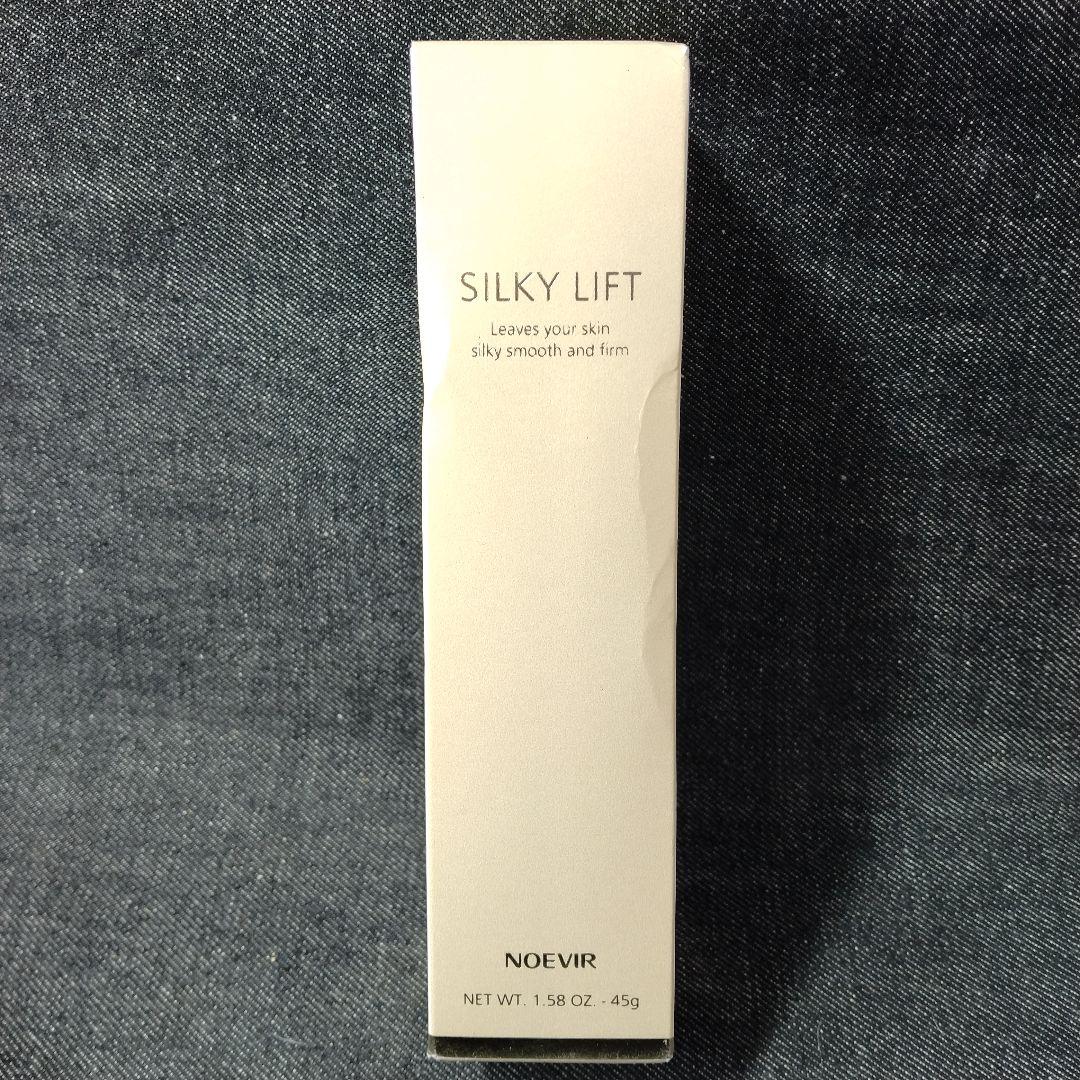 SILKY LIFT
Leaves your skin
silky smooth and firm
NOEVIR
NET WT. 1.58 OZ. - 45g